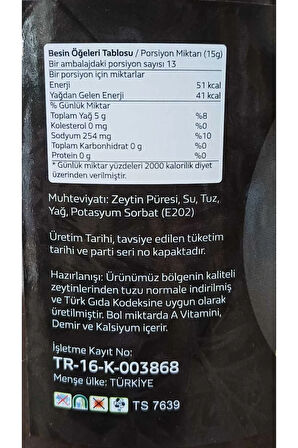 Besin Öğeleri Tablosu / Porsiyon Miktarı (15g)
Bir ambalajdaki porsiyon sayısı 13
Bir porsiyon için miktarlar
Enerji 51 kcal
Yağdan Gelen Enerji 41 kcal
% Günlük Miktar
Toplam Yağ 5 g %8
Kolesterol 0 mg %0
Sodyum 254 mg %10
Toplam Karbonhidrat 0 g %0
Protein 0 g %0
* Günlük miktar yüzdeleri 2000 kalorilik diyet
üzerinden verilmiştir.
Muhteviyatı: Zeytin Püresi, Su, Tuz,
Yağ, Potasyum Sorbat (E202)
Üretim Tarihi, tavsiye edilen tüketim
tarihi ve parti seri no kapaktadır.
Hazırlanışı: Ürünümüz bölgenin kaliteli
zeytinlerinden tuzu normale indirilmiş
ve Türk Gıda Kodeksine uygun olarak
üretilmiştir. Bol miktarda A Vitamini,
Demir ve Kalsiyum içerir.
İşletme Kayıt No:
TR-16-K-003868
Menşe ülke: TÜRKİYE
TS 7639